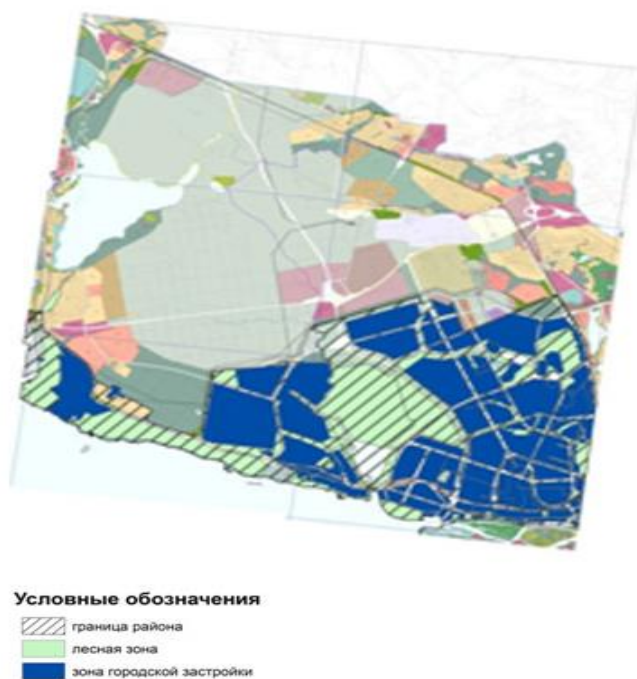 Условные обозначения
граница района
лесная зона
зона городской застройки